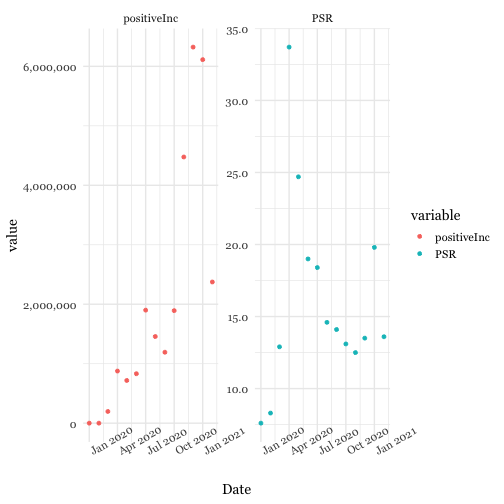 positiveInc
PSR
6,000,000
4,000,000
2,000,000
0
35.0
30.0
25.0
20.0
15.0
10.0
value
Jan 2020
Apr 2020
Jul 2020
Oct 2020
Jan 2021
Jan 2020
Apr 2020
Jul 2020
Oct 2020
Jan 2021
Date
variable
positiveInc
PSR